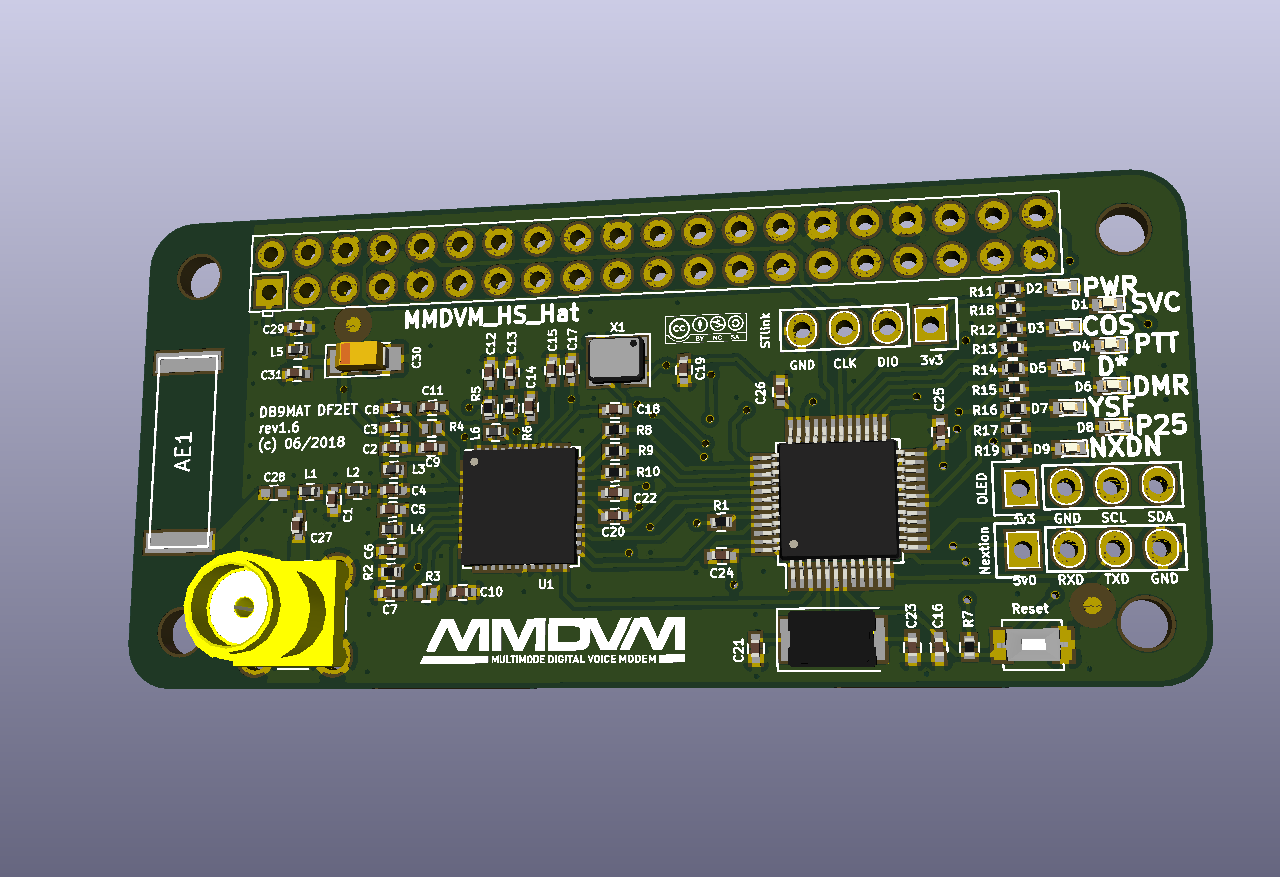 MMDVM_HS_Hat
X1
STlink
GND
CLK
DIO
3v3
BY
NC
SA
C29
L5
C31
C30
C12
C13
C15
C17
C14
C19
C26
C25
R11
R18
R12
R13
R14
R15
R16
R17
R19
D2
PWR
D1
SVC
D3
COS
D4
PTT
D5
D*
D6
DMR
D7
YSF
D8
P25
D9
NXDN
DB9MAT DF2ET
rev1.6
(c) 06/2018
AE1
C8
C11
C3
R4
C2
C9
R5
L6
R6
C18
R8
R9
R10
C22
C20
C28
L1
L2
C1
C27
L3
C4
C5
L4
C6
R2
C7
R3
C10
U1
R1
C24
OLED
3v3
GND
SCL
SDA
Nextion
5v0
RXD
TXD
GND
MMDVM
MULTIMODE DIGITAL VOICE MODEM
C21
C23
C16
R7
Reset